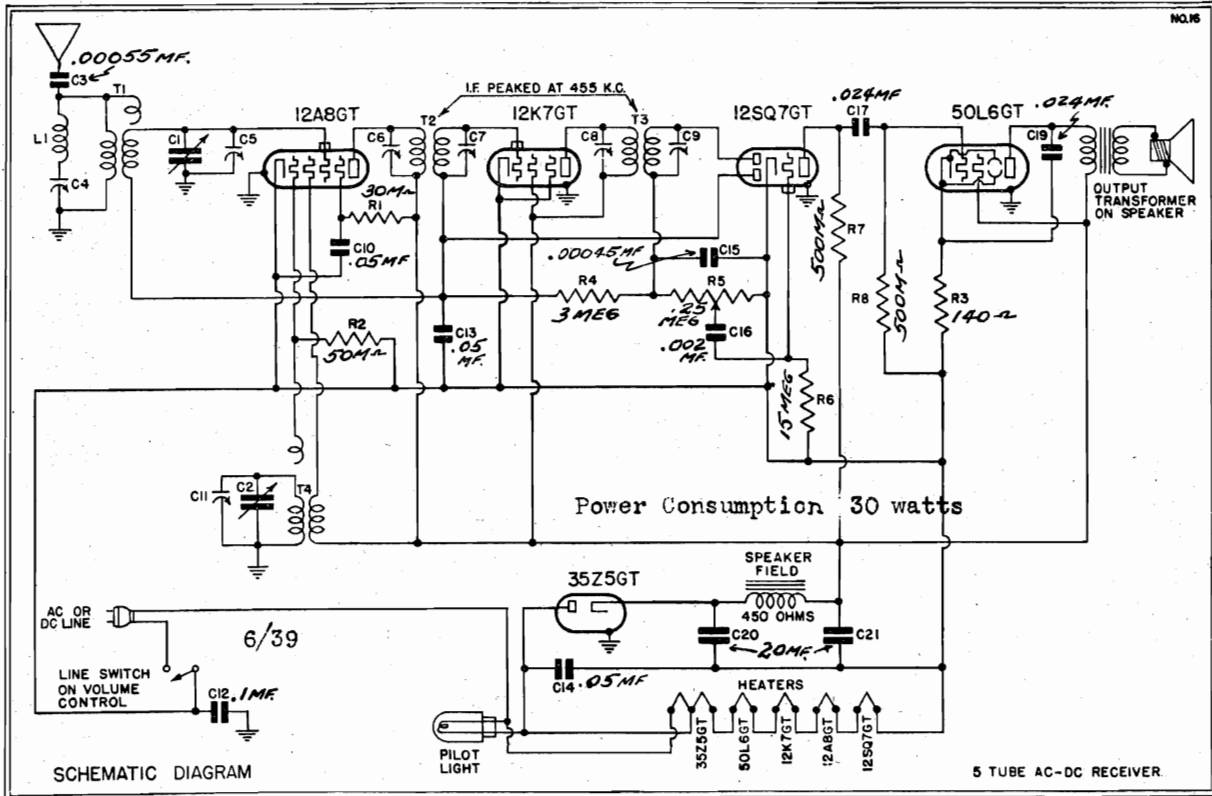 NO.16
.00055MF.
C3
T1
L1
C4
C1
C5
12A8GT
I.F. PEAKED AT 455 K.C.
C6
T2
C7
12K7GT
C8
T3
C9
12SQ7GT
.024MF
C17
50L6GT
.024MF.
C19
OUTPUT
TRANSFORMER
ON SPEAKER
30MΩ
R1
C10
.05MF
R2
50MΩ
C13
.05
MF.
.00045MF
C15
R4
3 MEG
R5
.25
MEG
C16
.002
MF.
15 MEG
R6
500MΩ
R7
R8
500MΩ
R3
140Ω
C11
C2
T4
Power Consumption 30 watts
AC OR
DC LINE
6/39
LINE SWITCH
ON VOLUME
CONTROL
C12
.1MF.
35Z5GT
SPEAKER
FIELD
450 OHMS
C20
20MF.
C21
C14
.05MF
HEATERS
35Z5GT
50L6GT
12K7GT
12A8GT
12SQ7GT
PILOT
LIGHT
SCHEMATIC DIAGRAM
5 TUBE AC-DC RECEIVER.